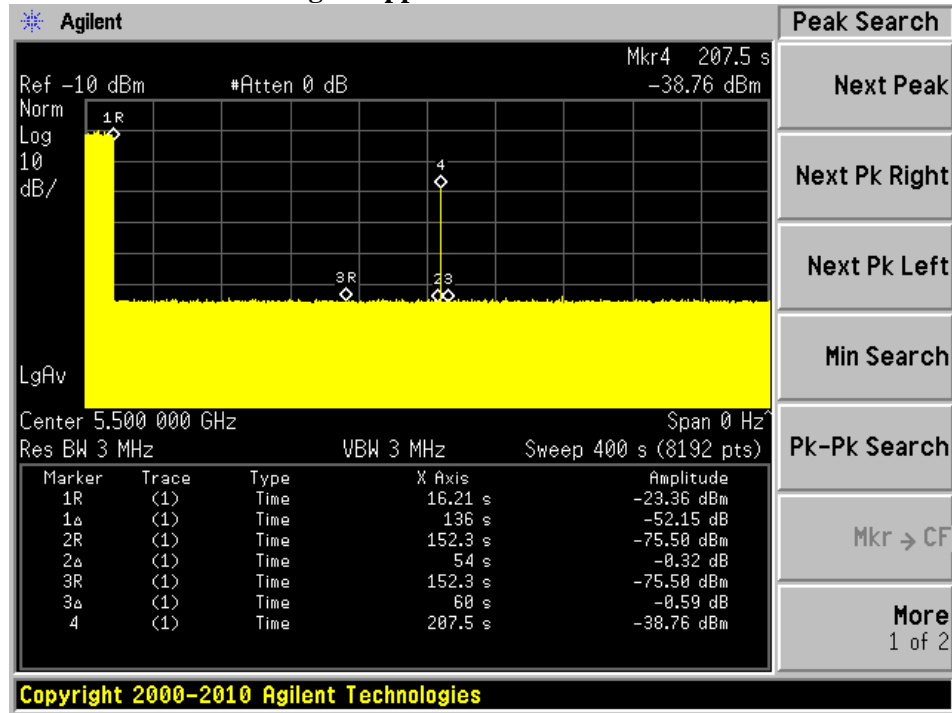 Agilent
Peak Search
Mkr4 207.5 s
Ref -10 dBm #Atten 0 dB -38.76 dBm
Norm
Log
10
dB/
1R
4
3R
23
LgAv
Center 5.500 000 GHz Span 0 Hz^
Res BW 3 MHz VBW 3 MHz Sweep 400 s (8192 pts)
Marker Trace Type X Axis Amplitude
1R (1) Time 16.21 s -23.36 dBm
1Δ (1) Time 136 s -52.15 dB
2R (1) Time 152.3 s -75.50 dBm
2Δ (1) Time 54 s -0.32 dB
3R (1) Time 152.3 s -75.50 dBm
3Δ (1) Time 60 s -0.59 dB
4 (1) Time 207.5 s -38.76 dBm
Next Peak
Next Pk Right
Next Pk Left
Min Search
Pk-Pk Search
Mkr → CF
More
1 of 2
Copyright 2000-2010 Agilent Technologies